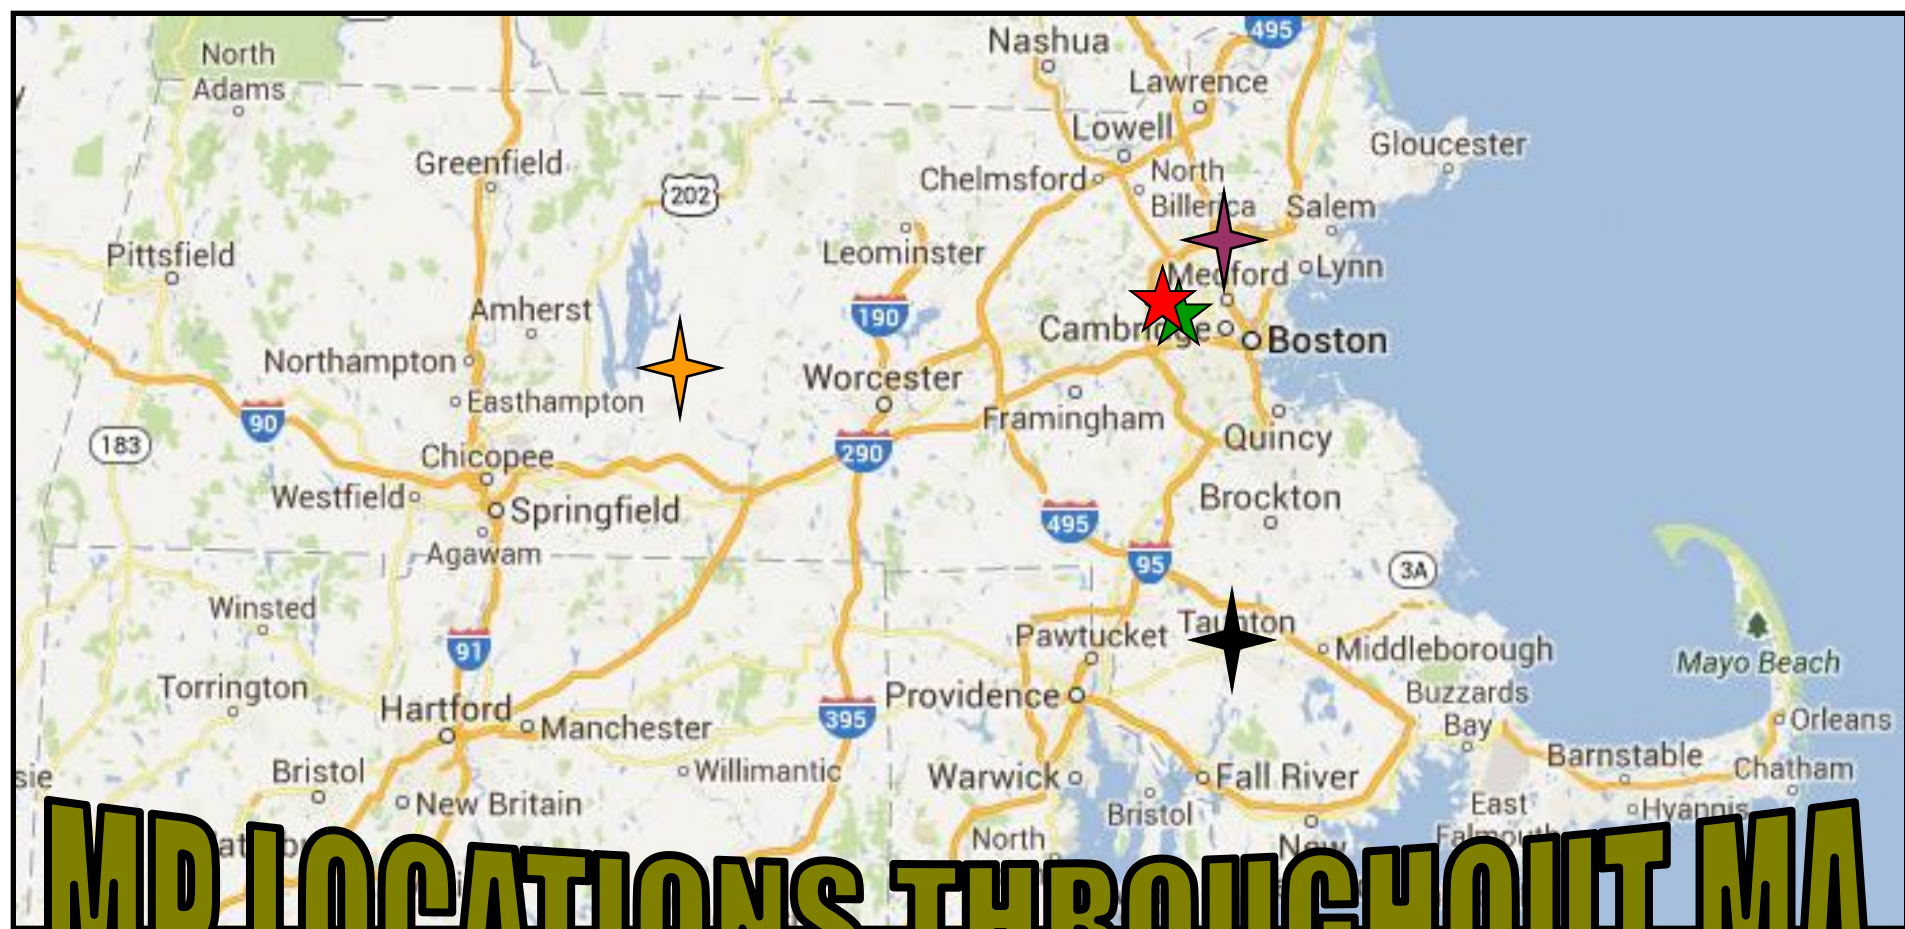 495
Nashua
Lawrence
Lowell
North
Adams
Greenfield
202
Chelmsford
North
Billerica
Gloucester
Salem
Pittsfield
Leominster
Medford
Lynn
Amherst
190
Cambridge
Boston
Northampton
Worcester
Easthampton
Framingham
90
183
290
Quincy
Chicopee
Westfield
Springfield
Brockton
495
Agawam
95
3A
Winsted
91
Pawtucket
Taunton
Middleborough
Mayo Beach
Torrington
Providence
Buzzards
Bay
Hartford
Manchester
395
Orleans
Barnstable
Bristol
Willimantic
Warwick
Fall River
Chatham
New Britain
Bristol
East
Falmouth
Hyannis
North
New
MP LOCATIONS THROUGHOUT MA